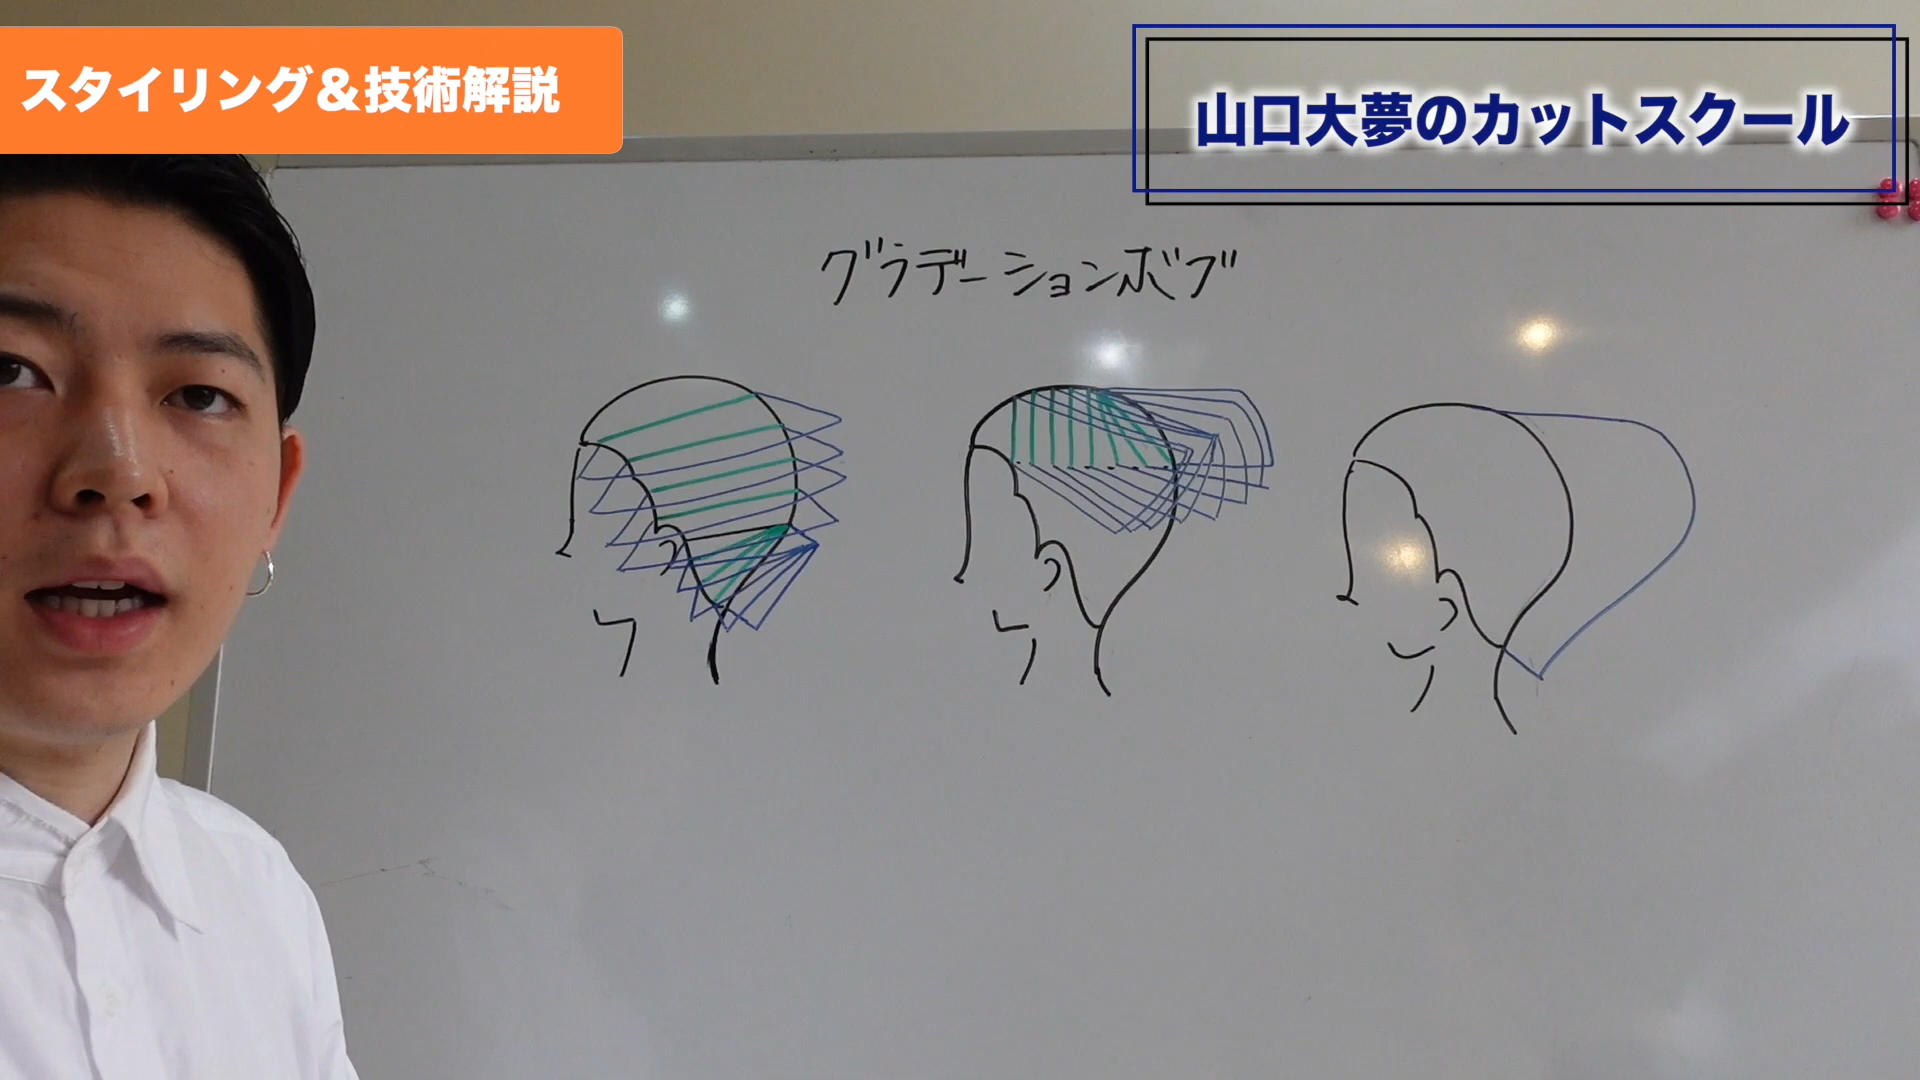 スタイリング&技術解説
山口大夢のカットスクール
グラデーションボブ